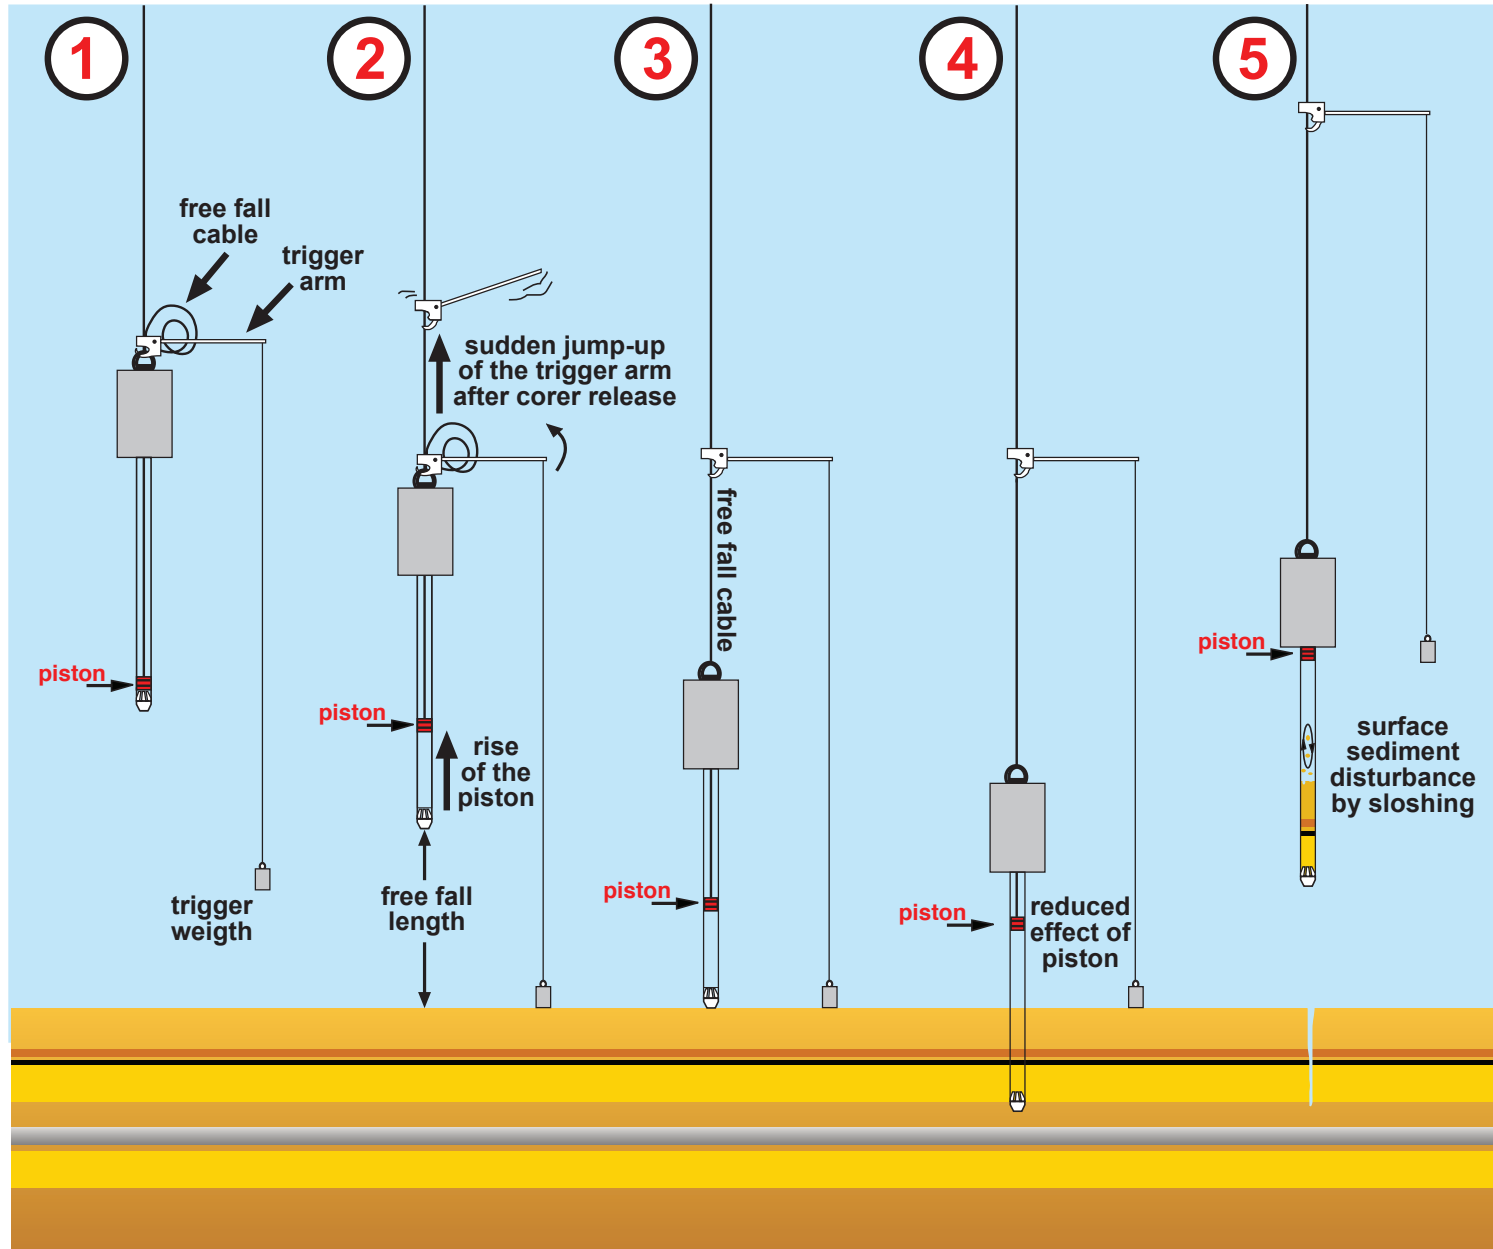 1
2
3
4
5
free fall
cable
trigger
arm
piston
trigger
weigth
sudden jump-up
of the trigger arm
after corer release
piston
rise
of the
piston
free fall
length
free fall cable
piston
piston
reduced
effect of
piston
piston
surface
sediment
disturbance
by sloshing